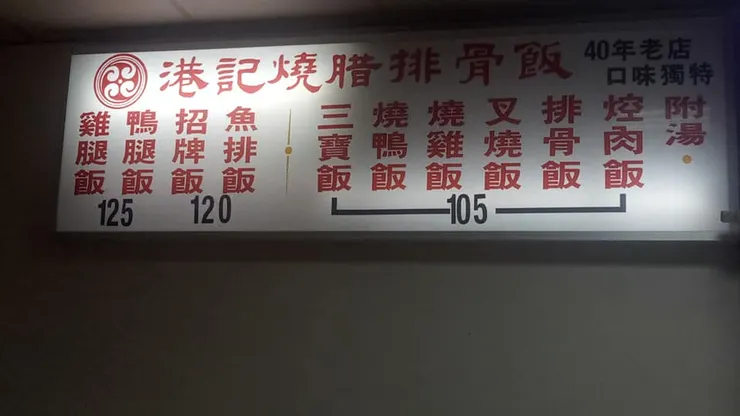 港記燒腊排骨飯
40年老店
口味獨特
附湯
焢肉飯
排骨飯
叉燒飯
燒雞飯
燒鴨飯
三寶飯
105
魚排飯
招牌飯
120
鴨腿飯
雞腿飯
125